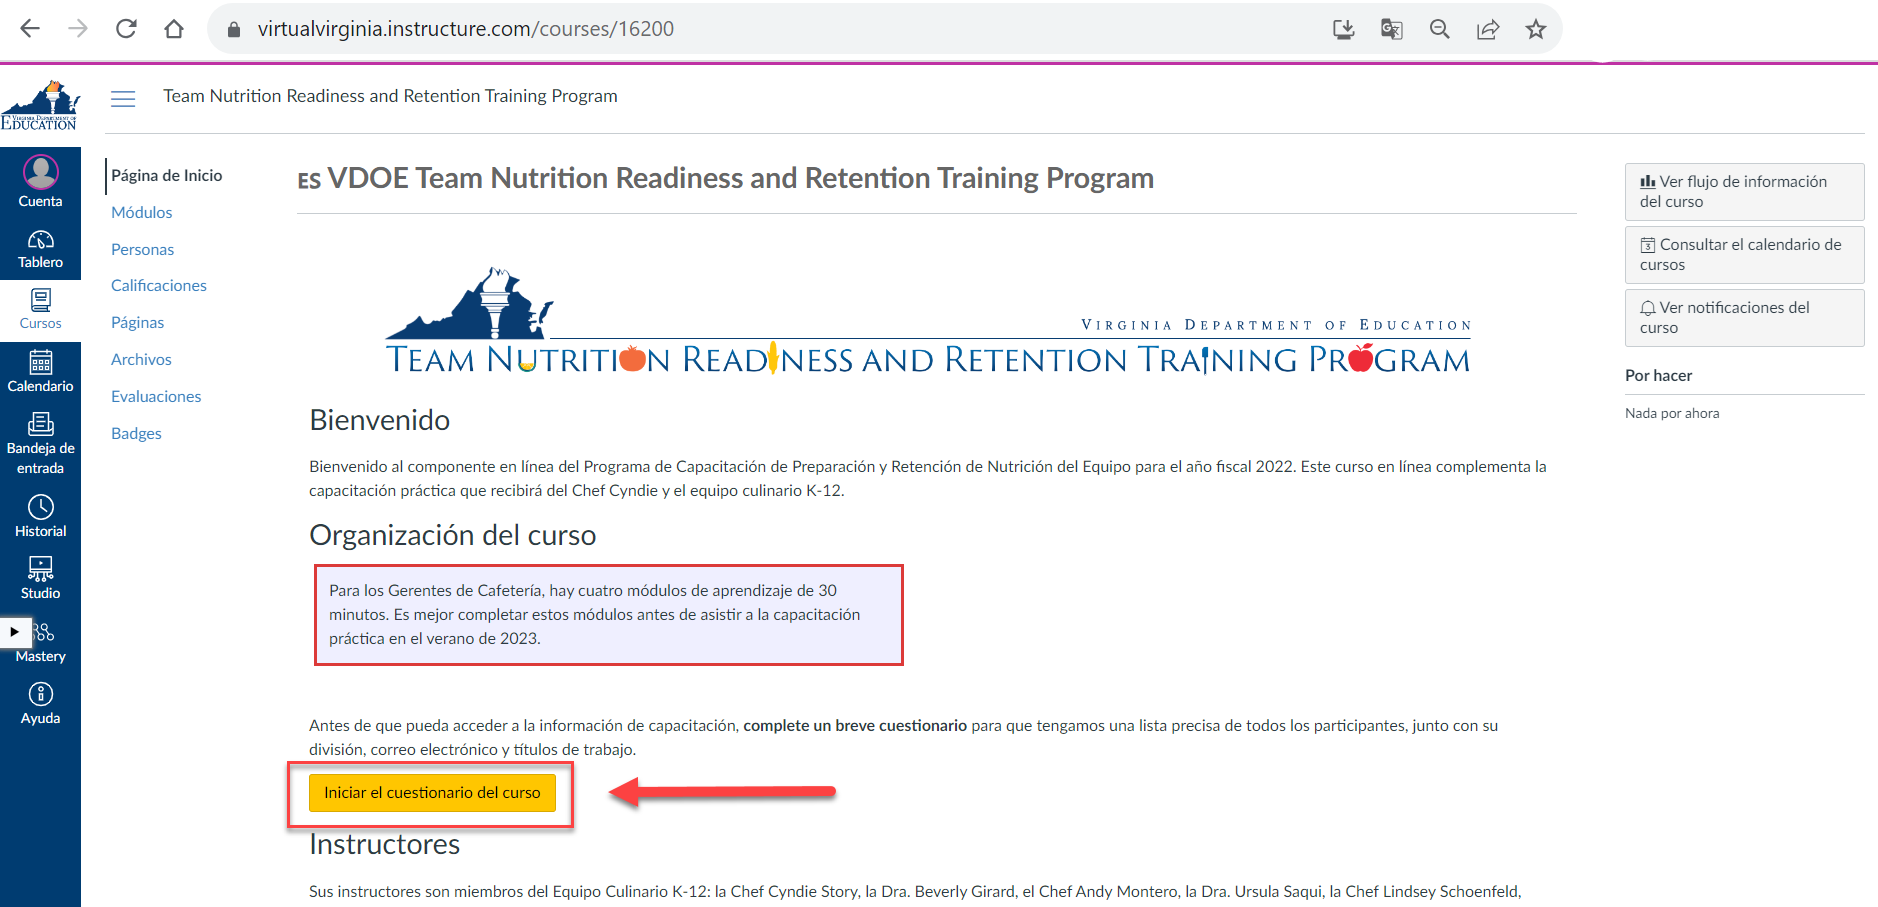 virtualvirginia.instructure.com/courses/16200
VIRGINIA DEPARTMENT OF
EDUCATION
Team Nutrition Readiness and Retention Training Program
Cuenta
Tablero
Cursos
Calendario
Bandeja de
entrada
Historial
Studio
Mastery
Ayuda
Página de Inicio
Módulos
Personas
Calificaciones
Páginas
Archivos
Evaluaciones
Badges
ES VDOE Team Nutrition Readiness and Retention Training Program
VIRGINIA DEPARTMENT OF EDUCATION
TEAM NUTRITION READINESS AND RETENTION TRAINING PROGRAM
Bienvenido
Bienvenido al componente en línea del Programa de Capacitación de Preparación y Retención de Nutrición del Equipo para el año fiscal 2022. Este curso en línea complementa la
capacitación práctica que recibirá del Chef Cyndie y el equipo culinario K-12.
Organización del curso
Para los Gerentes de Cafetería, hay cuatro módulos de aprendizaje de 30
minutos. Es mejor completar estos módulos antes de asistir a la capacitación
práctica en el verano de 2023.
Antes de que pueda acceder a la información de capacitación, complete un breve cuestionario para que tengamos una lista precisa de todos los participantes, junto con su
división, correo electrónico y títulos de trabajo.
Iniciar el cuestionario del curso
Instructores
Sus instructores son miembros del Equipo Culinario K-12: la Chef Cyndie Story, la Dra. Beverly Girard, el Chef Andy Montero, la Dra. Ursula Saqui, la Chef Lindsey Schoenfeld,
Ver flujo de información
del curso
3 Consultar el calendario de
cursos
Ver notificaciones del
curso
Por hacer
Nada por ahora